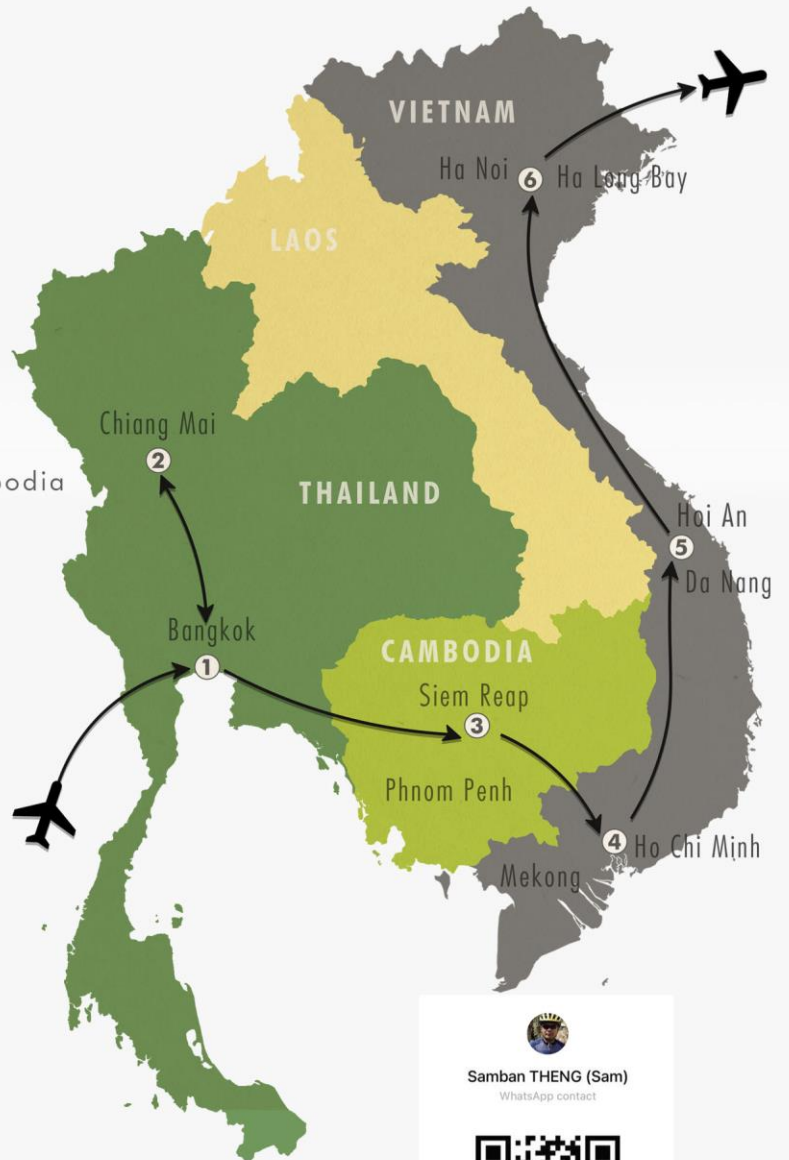 VIETNAM
Ha Noi 6 Ha Long Bay
LAOS
Chiang Mai
2
THAILAND
Hoi An
5
Da Nang
Bangkok
1
CAMBODIA
Siem Reap
3
Phnom Penh
4 Ho Chi Minh
Mekong
Samban THENG (Sam)
WhatsApp contact